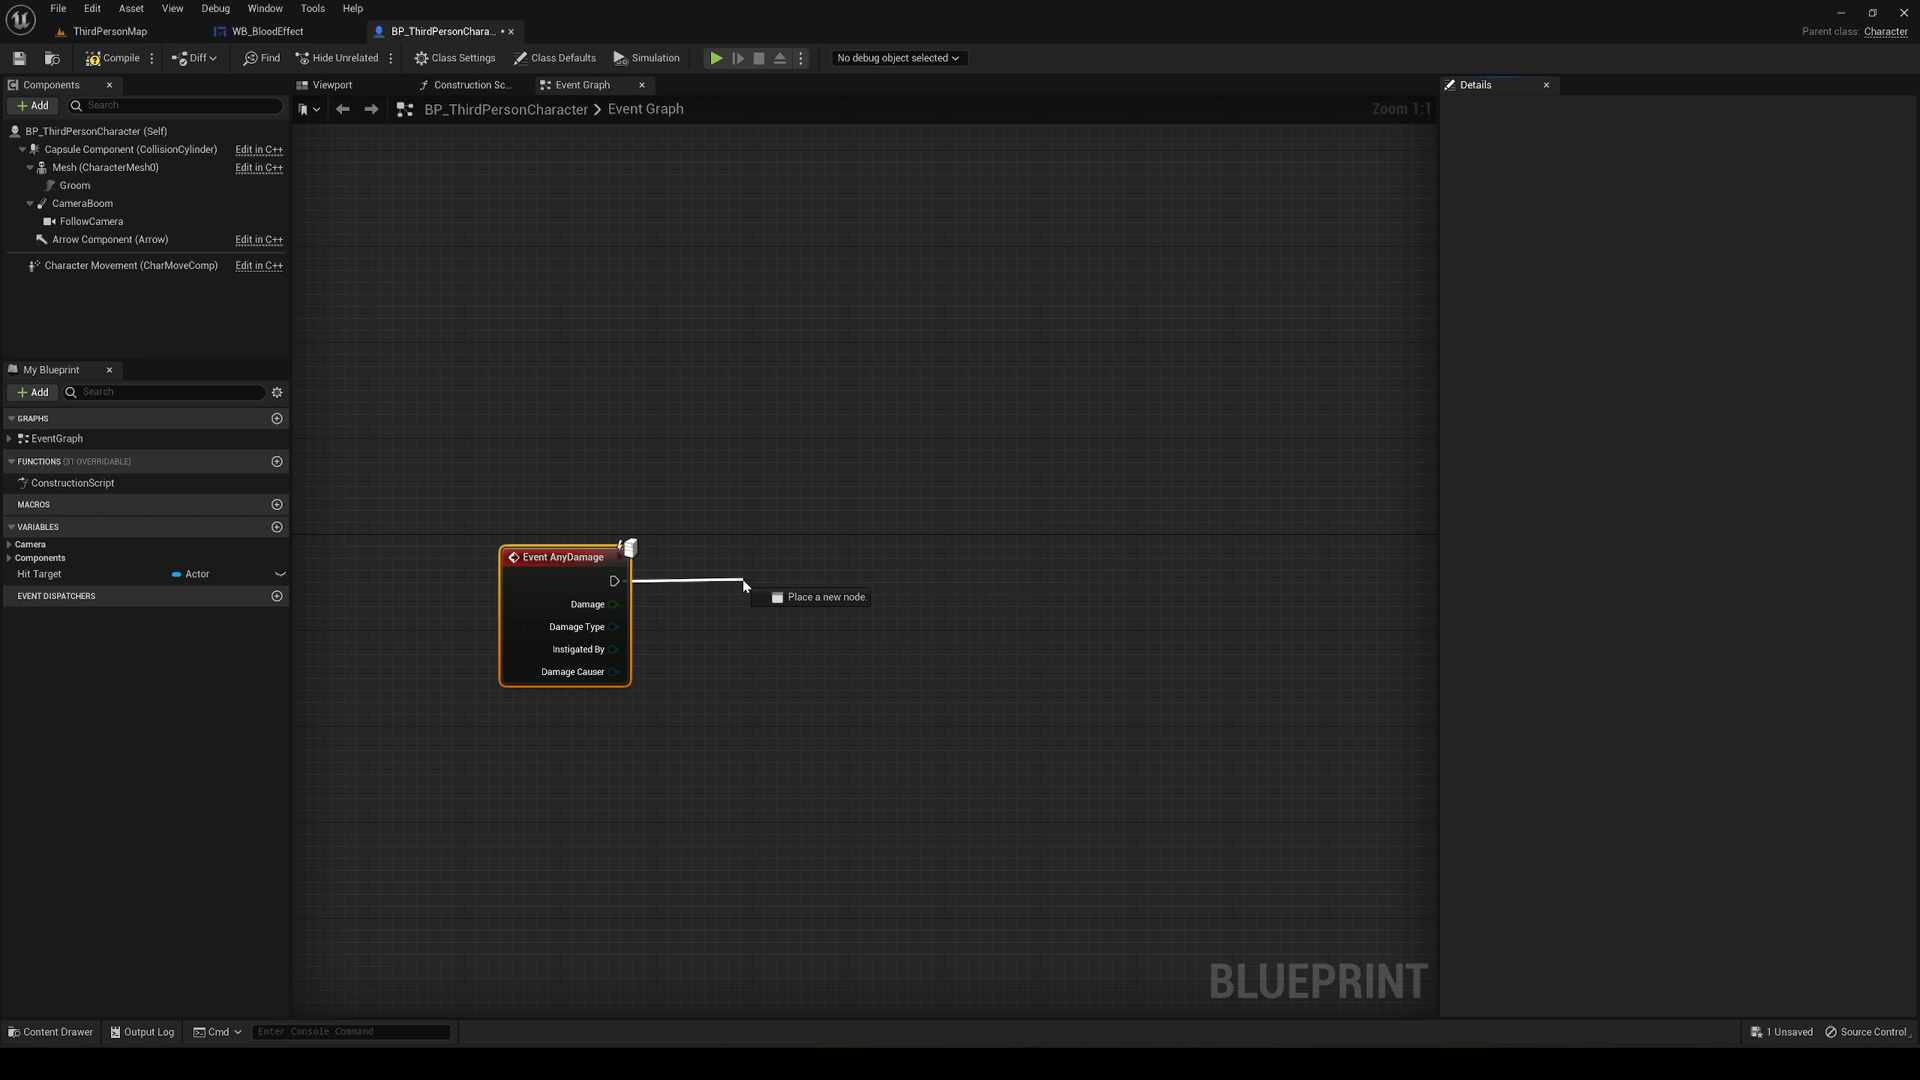 File Edit Asset View Debug Window Tools Help
ThirdPersonMap WB_BloodEffect BP_ThirdPersonChara... •
Parent class: Character
Compile Diff Find Hide Unrelated Class Settings Class Defaults Simulation No debug object selected
Components
Viewport Construction Sc... Event Graph
Details
Add Search
BP_ThirdPersonCharacter > Event Graph
Zoom 1:1
BP_ThirdPersonCharacter (Self)
Capsule Component (CollisionCylinder) Edit in C++
Mesh (CharacterMesh0) Edit in C++
Groom
CameraBoom
FollowCamera
Arrow Component (Arrow) Edit in C++
Character Movement (CharMoveComp) Edit in C++
My Blueprint
Add Search
GRAPHS
EventGraph
FUNCTIONS (31 OVERRIDABLE)
ConstructionScript
MACROS
VARIABLES
Camera
Components
Hit Target Actor
EVENT DISPATCHERS
Event AnyDamage
Damage
Damage Type
Instigated By
Damage Causer
Place a new node.
BLUEPRINT
Content Drawer Output Log Cmd Enter Console Command
1 Unsaved Source Control